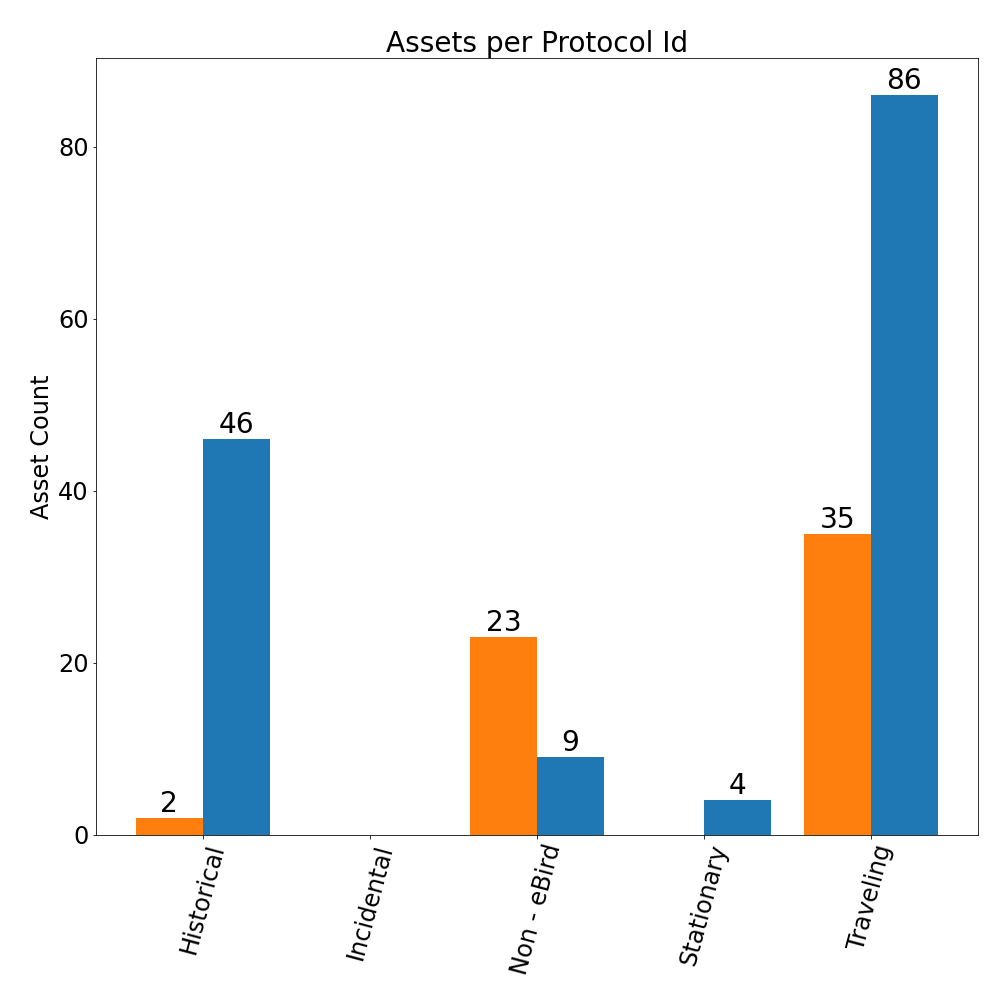 Assets per Protocol Id
Asset Count
80
60
40
20
0
2
46
23
9
4
35
86
Historical
Incidental
Non - eBird
Stationary
Traveling